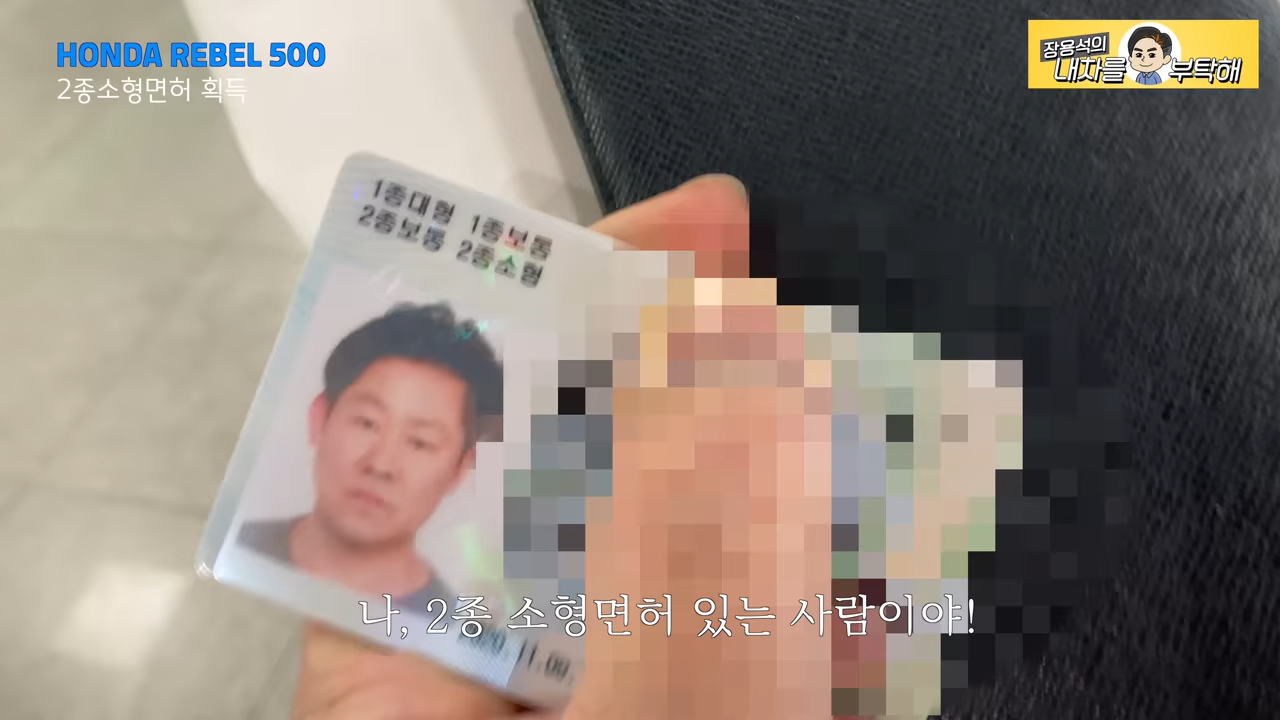 HONDA REBEL 500
2종소형면허 획득
장용석의
내차를 부탁해
1종대형 1종보통
2종보통 2종소형
나, 2종 소형면허 있는 사람이야!